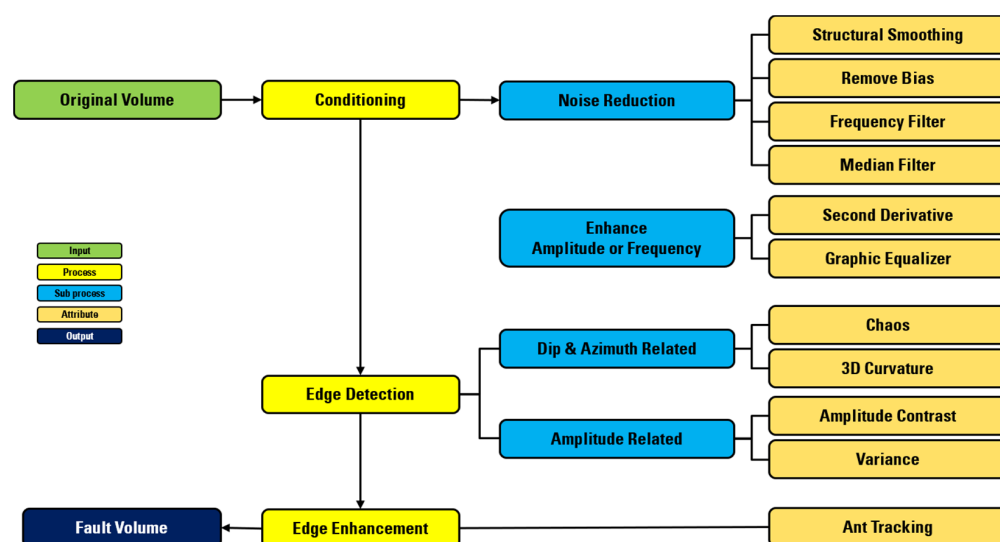 Structural Smoothing
Original Volume
Conditioning
Noise Reduction
Remove Bias
Frequency Filter
Median Filter
Enhance
Amplitude or Frequency
Second Derivative
Graphic Equalizer
Input
Process
Sub process
Attribute
Output
Dip & Azimuth Related
Chaos
3D Curvature
Edge Detection
Amplitude Related
Amplitude Contrast
Variance
Fault Volume
Edge Enhancement
Ant Tracking